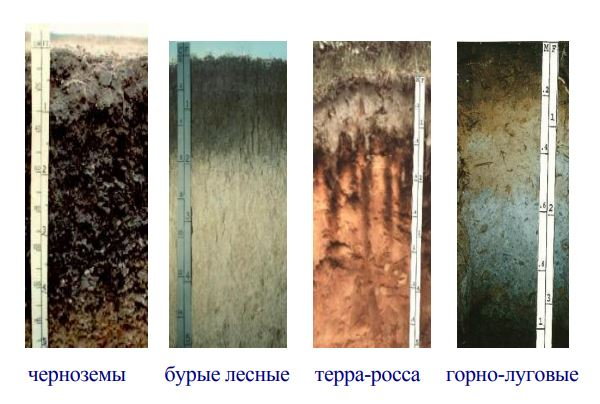 черноземы
бурые лесные
терра-росса
горно-луговые